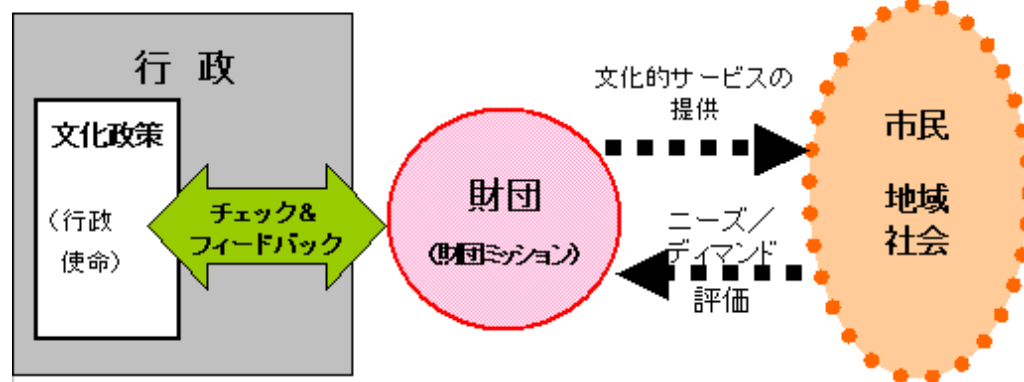 行 政
文化政策
（行政
使命）
チェック&
フィードバック
財団
（財団ミッション）
文化的サービスの
提供
ニーズ／
ディマンド
評価
市民
地域
社会